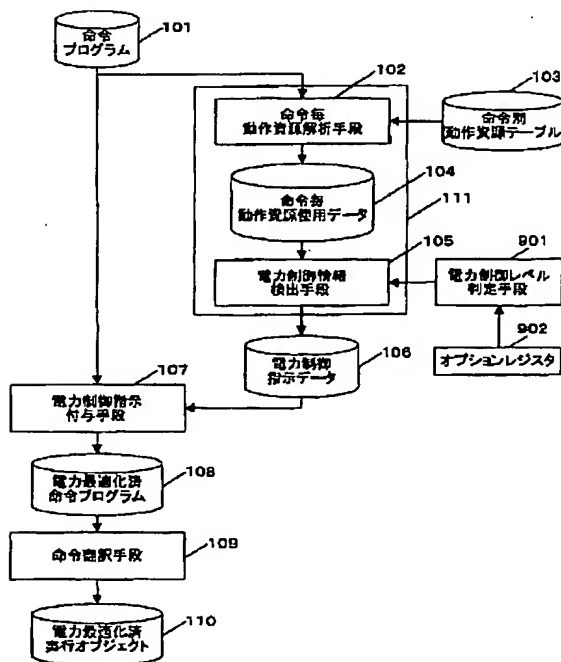 命令
プログラム
101
102
103
命令毎
動作資源解析手段
命令別
動作資源テーブル
命令毎
動作資源使用データ
104
111
105
901
電力制御情報
検出手段
電力制御レベル
判定手段
902
電力制御
指示データ
106
オプションレジスタ
107
電力制御指示
付与手段
電力最適化済
命令プログラム
108
命令翻訳手段
109
電力最適化済
実行オブジェクト
110